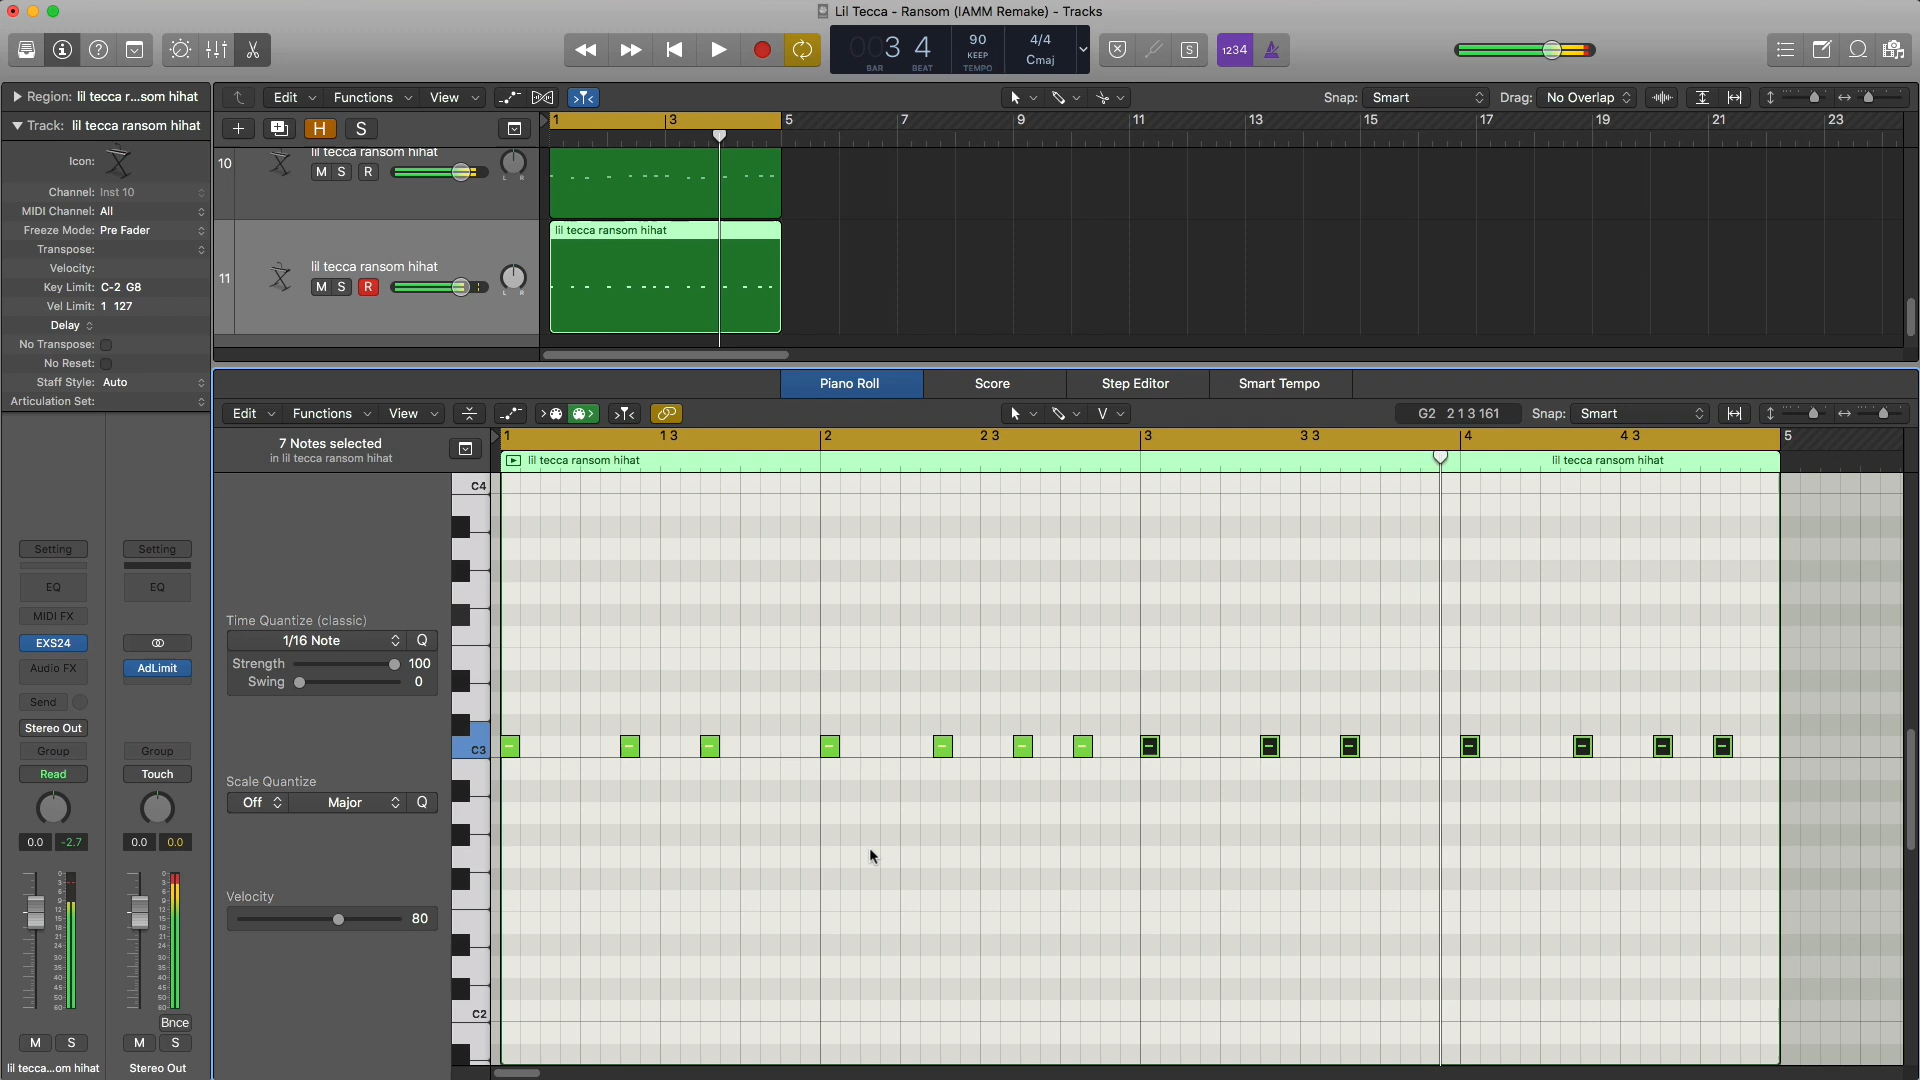 Lil Tecca - Ransom (IAMM Remake) - Tracks
003 4
BAR BEAT
90
KEEP
TEMPO
4/4
Cmaj
S
1234
Region: lil tecca r...som hihat
Edit Functions View
Snap: Smart
Drag: No Overlap
Track: lil tecca ransom hihat
H S
1 3 5 7 9 11 13 15 17 19 21 23
Icon:
Channel: Inst 10
MIDI Channel: All
Freeze Mode: Pre Fader
Transpose:
Velocity:
Key Limit: C-2 G8
Vel Limit: 1 127
Delay
No Transpose:
No Reset:
Staff Style: Auto
Articulation Set:
10
lil tecca ransom hihat
M S R
L R
11
lil tecca ransom hihat
M S R
L R
lil tecca ransom hihat
Piano Roll Score Step Editor Smart Tempo
Edit Functions View
V
G2 2 1 3 161
Snap: Smart
7 Notes selected
in lil tecca ransom hihat
1 1 3 2 2 3 3 3 3 4 4 3 5
lil tecca ransom hihat
lil tecca ransom hihat
C4
C3
C2
Time Quantize (classic)
1/16 Note Q
Strength 100
Swing 0
Scale Quantize
Off Major Q
Velocity
80
Setting Setting
EQ EQ
MIDI FX
EXS24
Audio FX AdLimit
Send
Stereo Out
Group Group
Read Touch
0.0 -2.7 0.0 0.0
Bnce
M S M S
lil tecca...om hihat Stereo Out